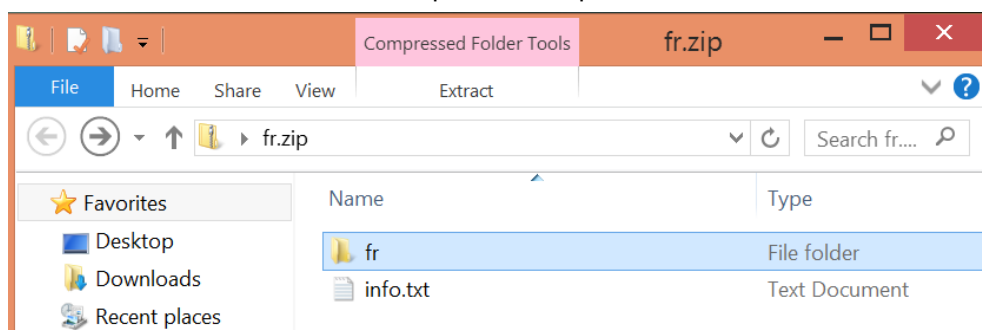 Compressed Folder Tools fr.zip
File Home Share View Extract
fr.zip Search fr....
Favorites Name Type
Desktop fr File folder
Downloads info.txt Text Document
Recent places